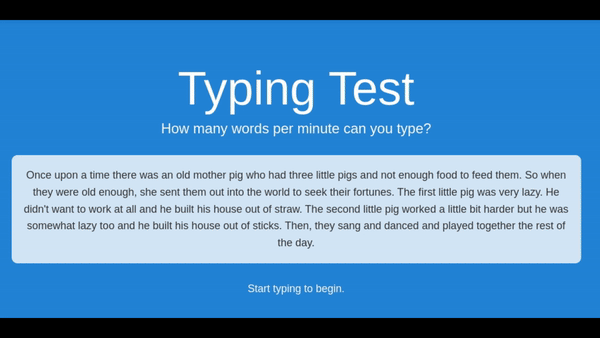 Typing Test
How many words per minute can you type?
Once upon a time there was an old mother pig who had three little pigs and not enough food to feed them. So when
they were old enough, she sent them out into the world to seek their fortunes. The first little pig was very lazy. He
didn't want to work at all and he built his house out of straw. The second little pig worked a little bit harder but he was
somewhat lazy too and he built his house out of sticks. Then, they sang and danced and played together the rest of
the day.
Start typing to begin.